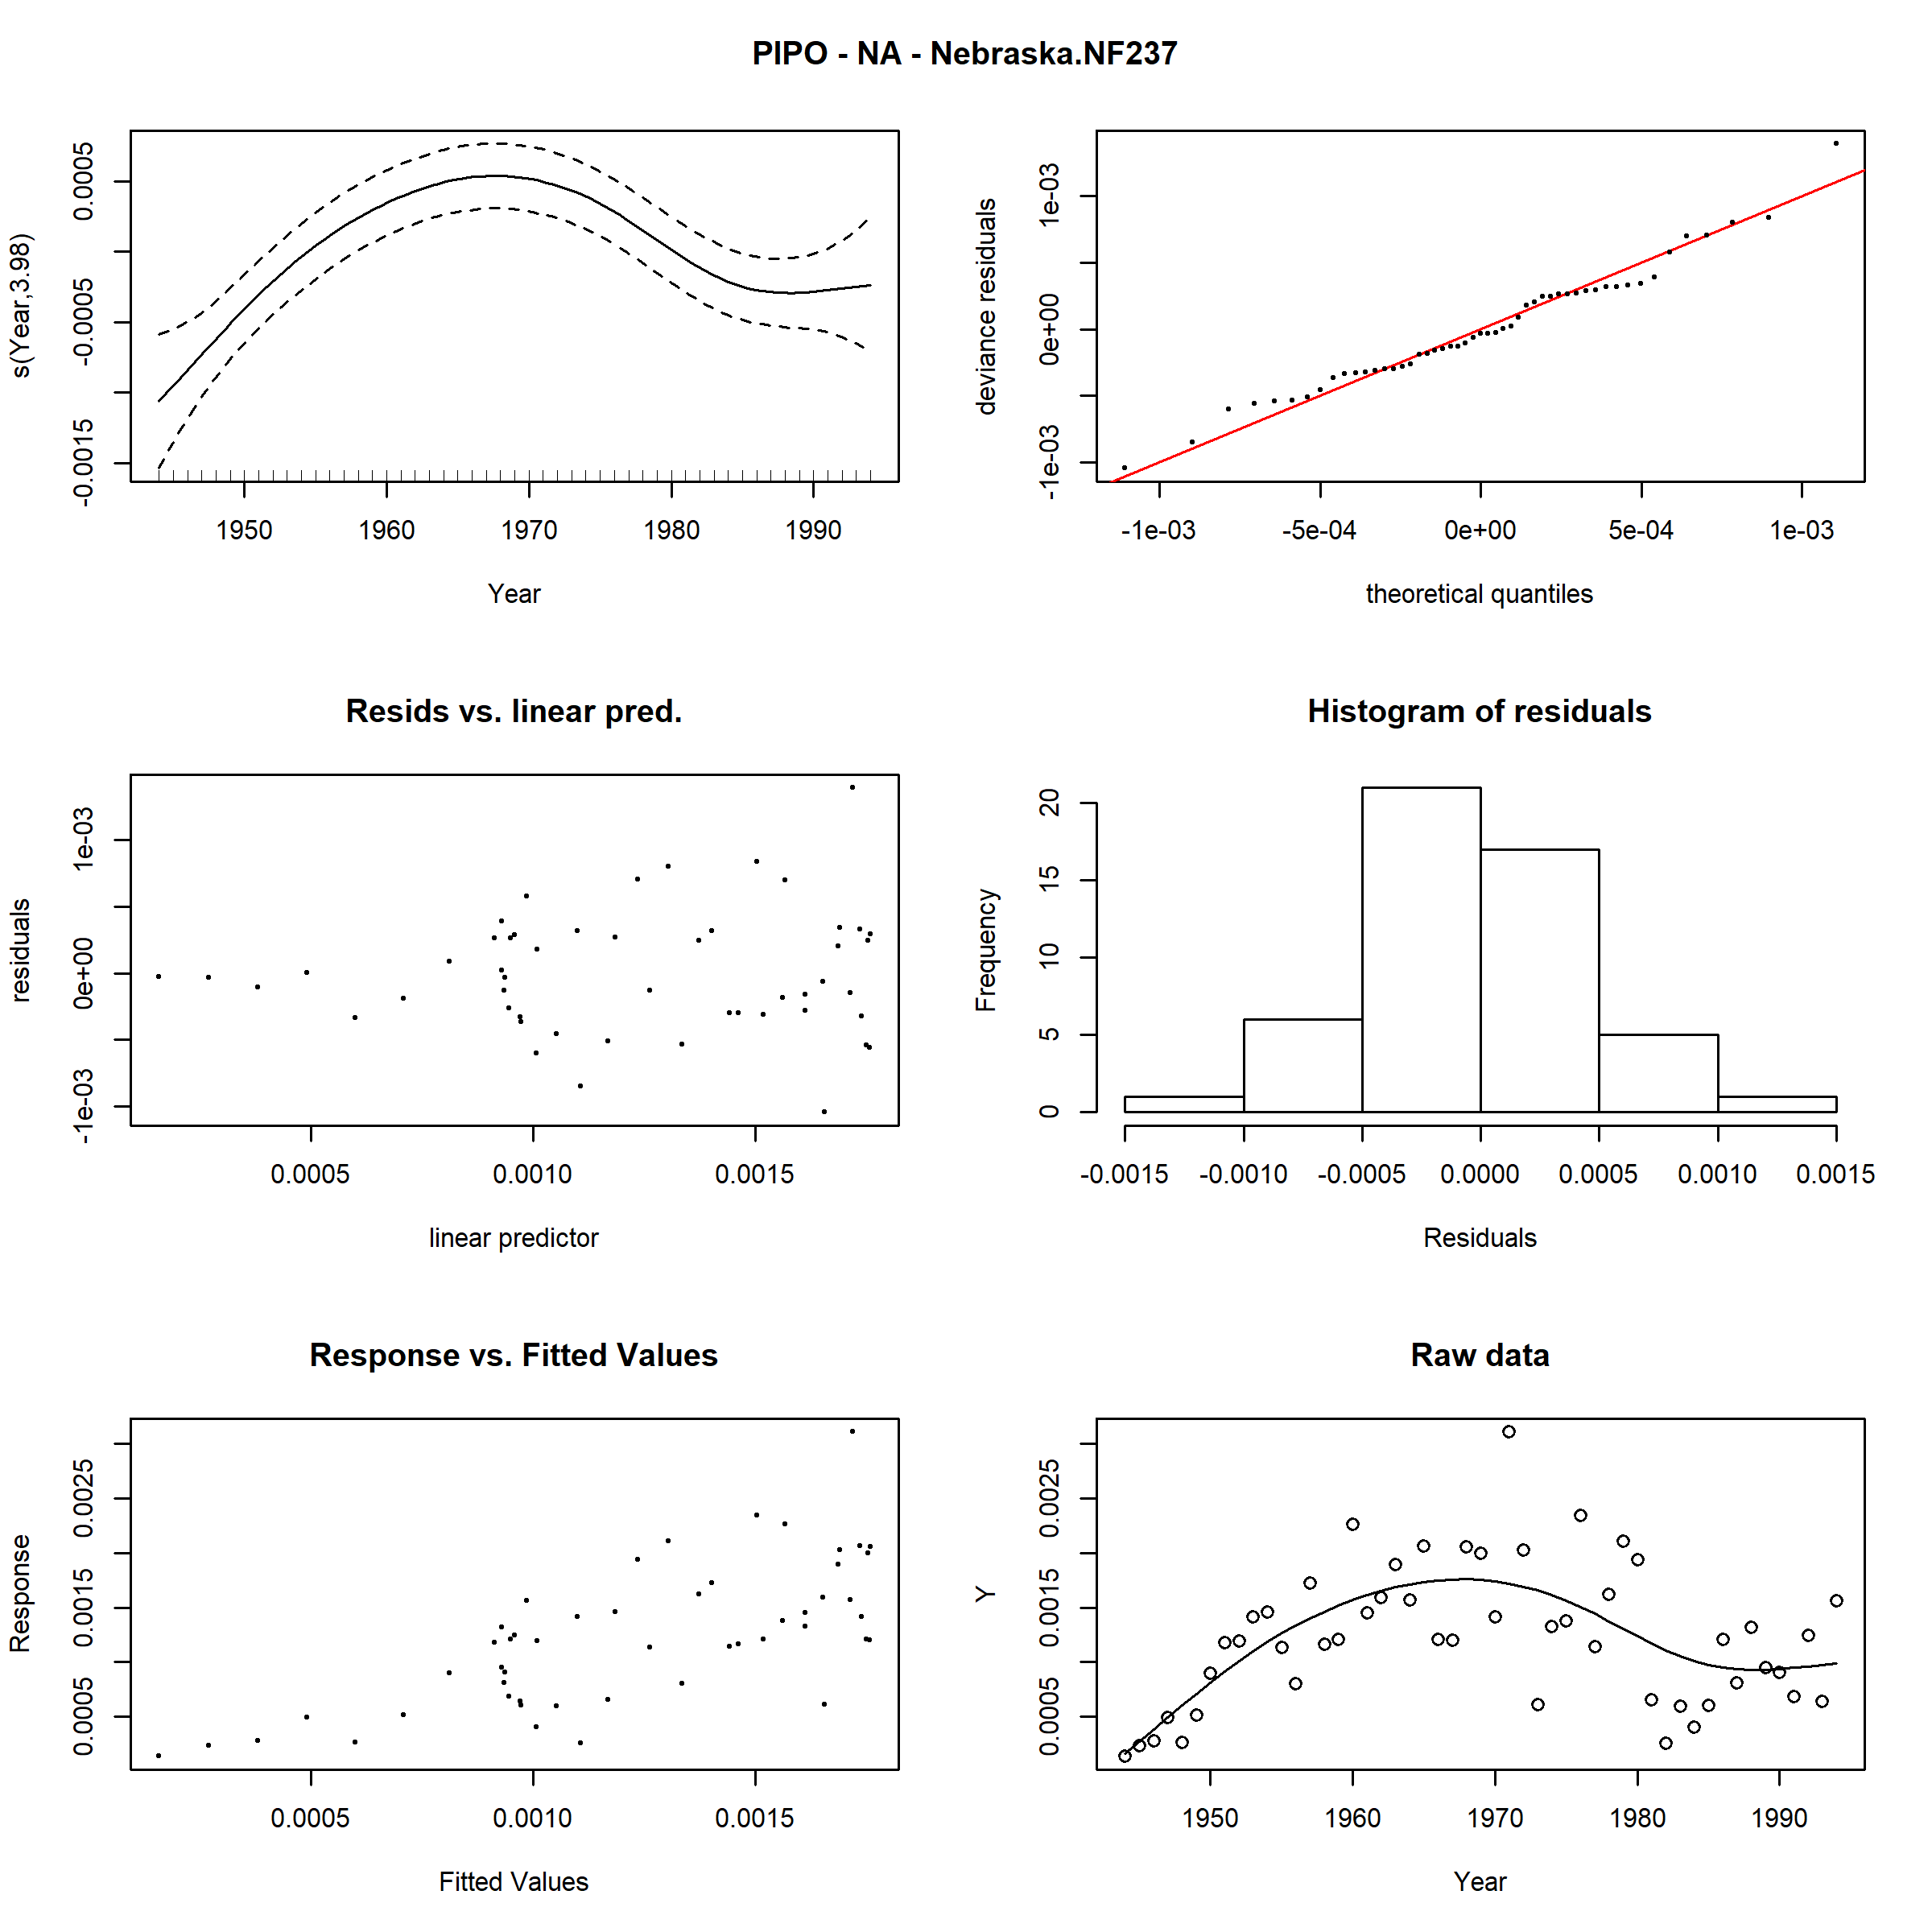 PIPO - NA - Nebraska.NF237
s(Year,3.98)
-0.0015 -0.0005 0.0005
1950 1960 1970 1980 1990
Year
deviance residuals
-1e-03 0e+00 1e-03
-1e-03 -5e-04 0e+00 5e-04 1e-03
theoretical quantiles
Resids vs. linear pred.
residuals
-1e-03 0e+00 1e-03
0.0005 0.0010 0.0015
linear predictor
Histogram of residuals
Frequency
0 5 10 15 20
-0.0015 -0.0010 -0.0005 0.0000 0.0005 0.0010 0.0015
Residuals
Response vs. Fitted Values
Response
0.0005 0.0015 0.0025
0.0005 0.0010 0.0015
Fitted Values
Raw data
Y
0.0005 0.0015 0.0025
1950 1960 1970 1980 1990
Year